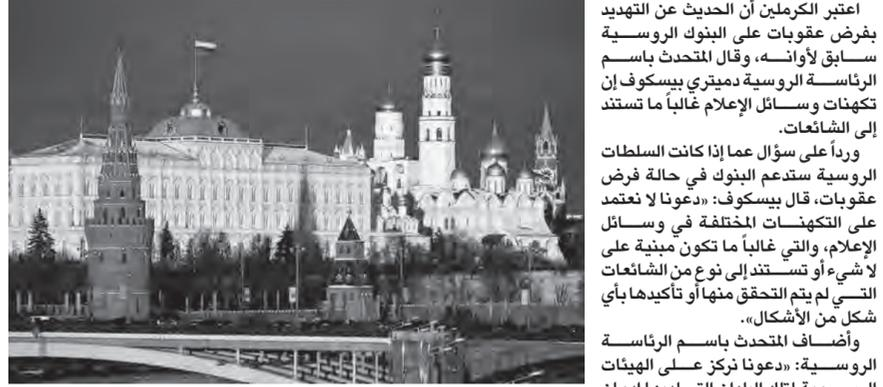 اعتبر الكرملين أن الحديث عن التهديد
بفرض عقوبات على البنوك الروسية
سابق لأوانه، وقال المتحدث باسم
الرئاسة الروسية دميتري بيسكوف إن
تكهنات وسائل الإعلام غالباً ما تستند
إلى الشائعات.
ورداً على سؤال عما إذا كانت السلطات
الروسية ستدعم البنوك في حالة فرض
عقوبات، قال بيسكوف: «دعونا لا نعتمد
على التكهنات المختلفة في وسائل
الإعلام، والتي غالباً ما تكون مبنية على
لا شيء أو تستند إلى نوع من الشائعات
التي لم يتم التحقق منها أو تأكيدها بأي
شكل من الأشكال».
وأضاف المتحدث باسم الرئاسة
الروسية: «دعونا نركز على الهيئات